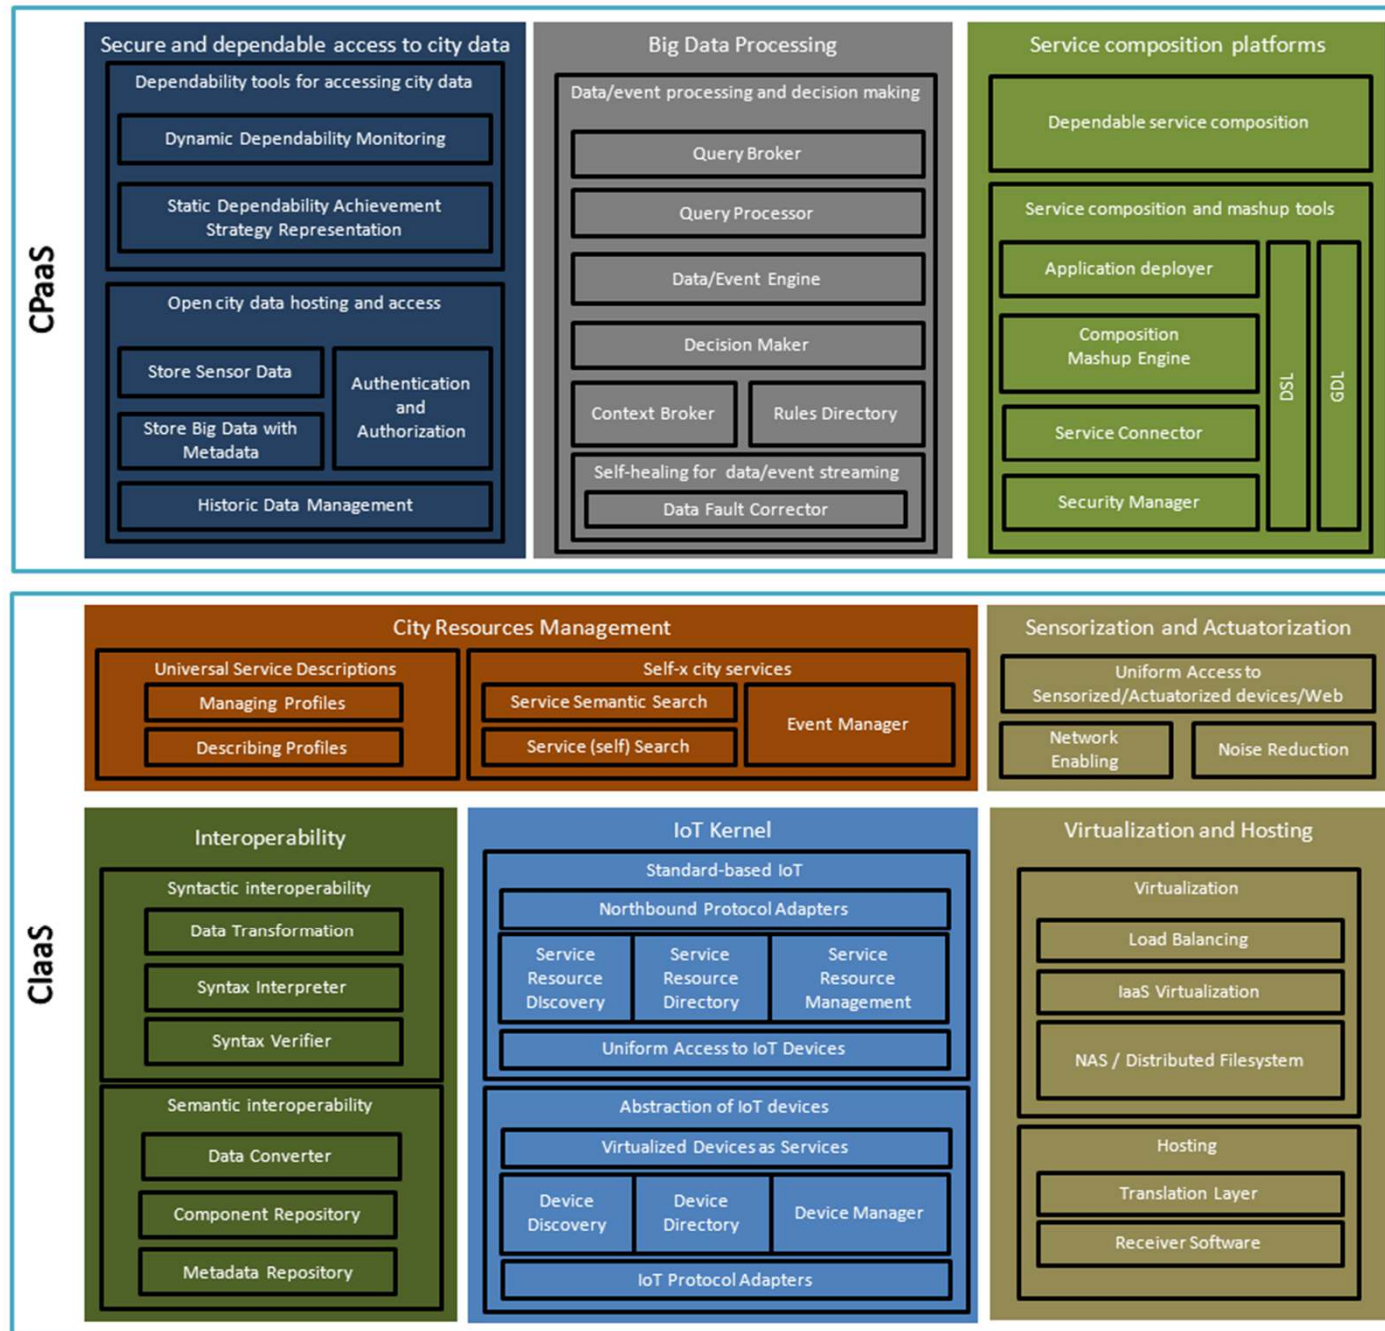 CPaaS
Secure and dependable access to city data
Dependability tools for accessing city data
Dynamic Dependability Monitoring
Static Dependability Achievement
Strategy Representation
Open city data hosting and access
Store Sensor Data
Store Big Data with
Metadata
Authentication
and
Authorization
Historic Data Management
Big Data Processing
Data/event processing and decision making
Query Broker
Query Processor
Data/Event Engine
Decision Maker
Context Broker
Rules Directory
Self-healing for data/event streaming
Data Fault Corrector
Service composition platforms
Dependable service composition
Service composition and mashup tools
Application deployer
Composition
Mashup Engine
Service Connector
Security Manager
DSL
GDL
CIaaS
City Resources Management
Universal Service Descriptions
Managing Profiles
Describing Profiles
Self-x city services
Service Semantic Search
Service (self) Search
Event Manager
Sensorization and Actuatorization
Uniform Access to
Sensorized/Actuatorized devices/Web
Network
Enabling
Noise Reduction
Interoperability
Syntactic interoperability
Data Transformation
Syntax Interpreter
Syntax Verifier
Semantic interoperability
Data Converter
Component Repository
Metadata Repository
IoT Kernel
Standard-based IoT
Northbound Protocol Adapters
Service
Resource
DIscovery
Service
Resource
Directory
Service
Resource
Management
Uniform Access to IoT Devices
Abstraction of IoT devices
Virtualized Devices as Services
Device
Discovery
Device
Directory
Device Manager
IoT Protocol Adapters
Virtualization and Hosting
Virtualization
Load Balancing
IaaS Virtualization
NAS / Distributed Filesystem
Hosting
Translation Layer
Receiver Software